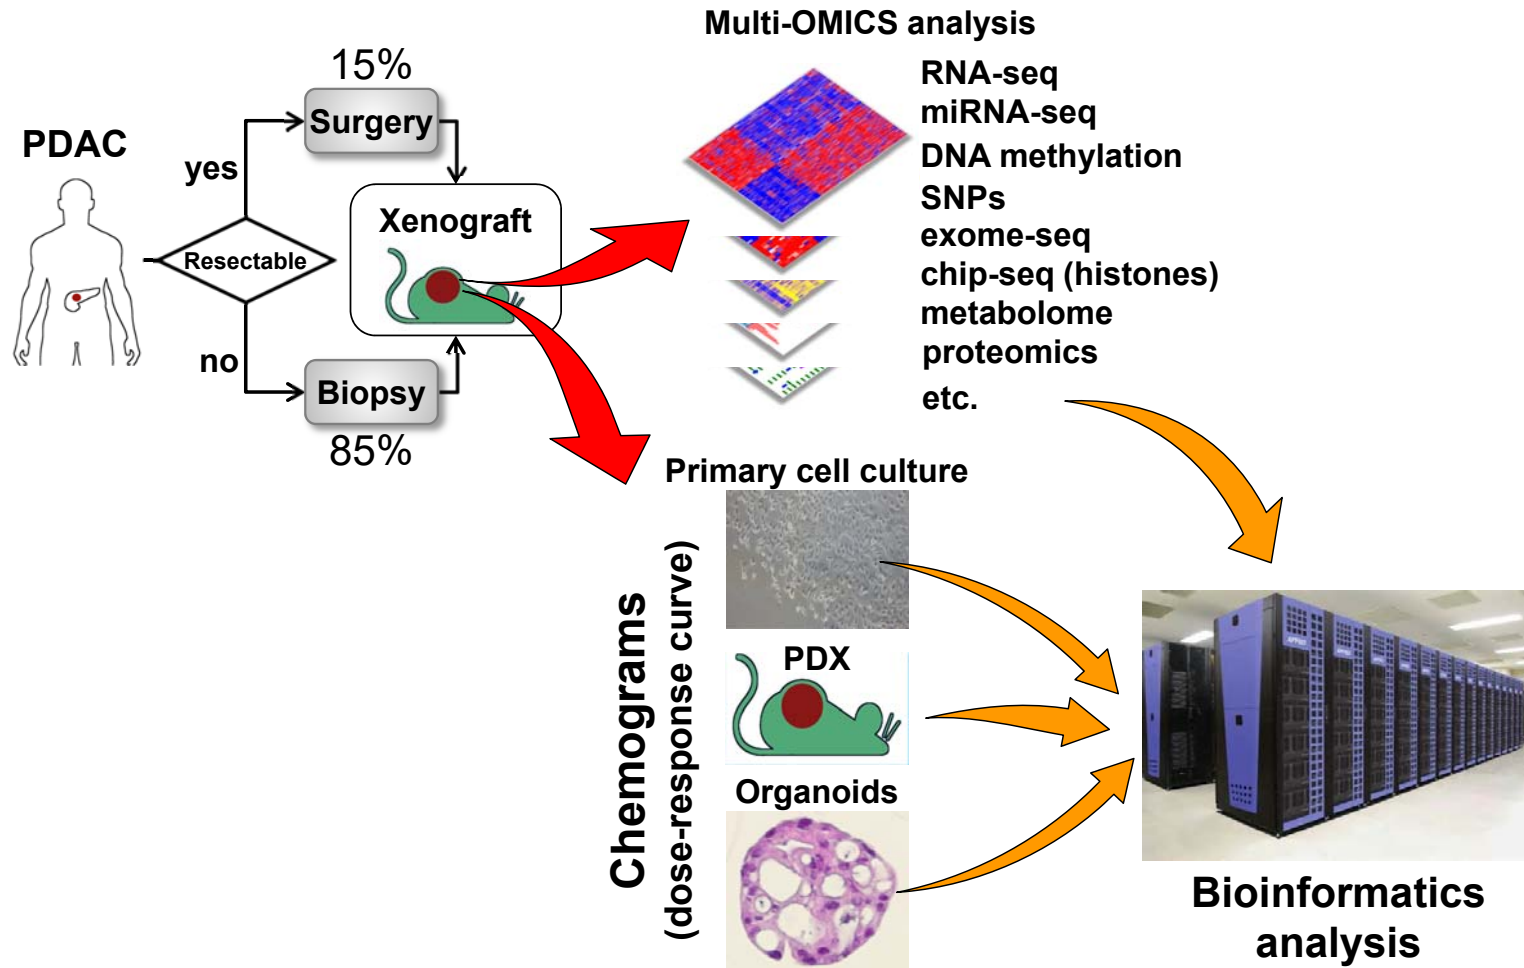 Multi-OMICS analysis
15%
Surgery
PDAC
yes
Resectable
no
Xenograft
Biopsy
85%
RNA-seq
miRNA-seq
DNA methylation
SNPs
exome-seq
chip-seq (histones)
metabolome
proteomics
etc.
Primary cell culture
Chemograms
(dose-response curve)
PDX
Organoids
Bioinformatics
analysis